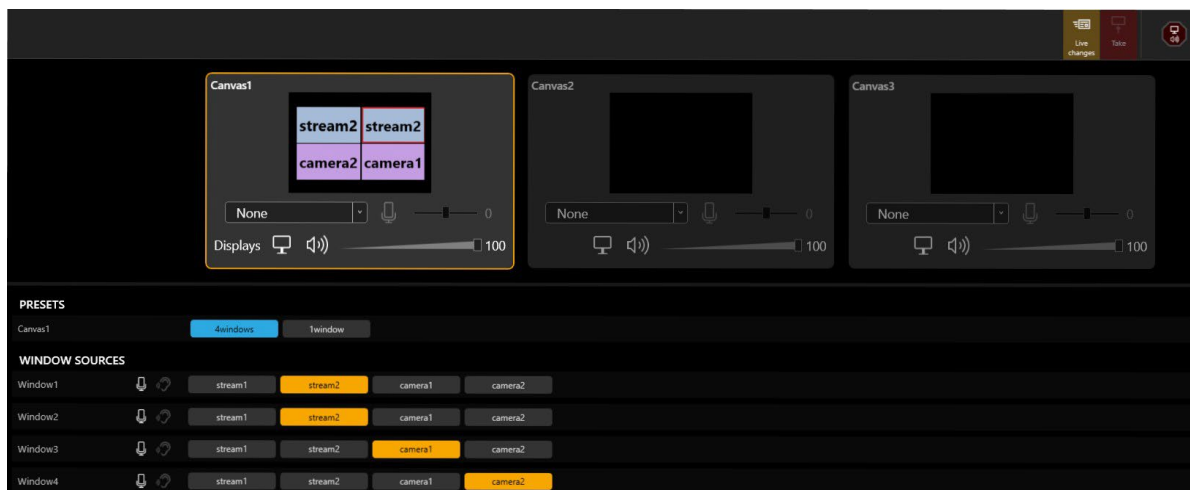 Live changes Take
Canvas1 Canvas2 Canvas3
stream2 stream2
camera2 camera1
None 0 None 0 None 0
Displays 100 100 100
PRESETS
Canvas1 4windows 1window
WINDOW SOURCES
Window1 stream1 stream2 camera1 camera2
Window2 stream1 stream2 camera1 camera2
Window3 stream1 stream2 camera1 camera2
Window4 stream1 stream2 camera1 camera2